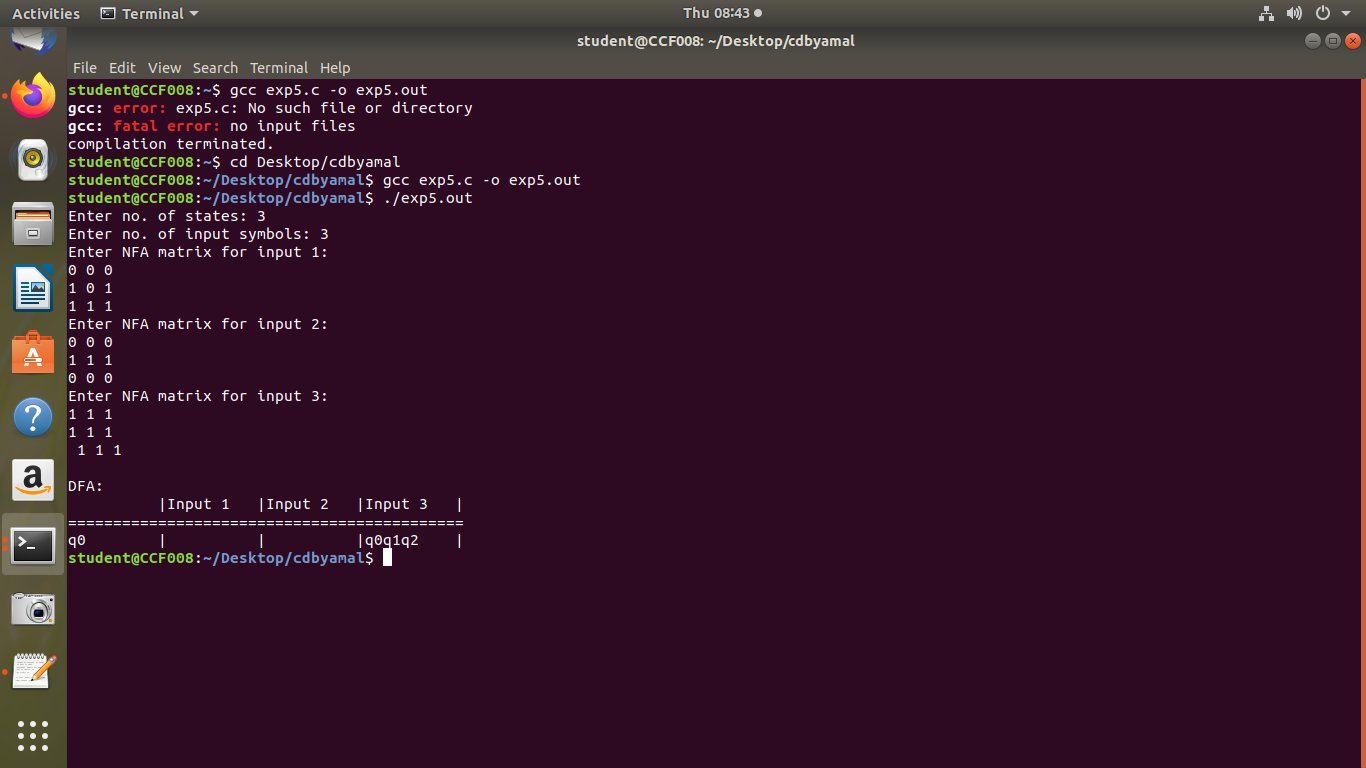 Activities Terminal Thu 08:43
student@CCF008: ~/Desktop/cdbyamal
File Edit View Search Terminal Help
student@CCF008:~$ gcc exp5.c -o exp5.out
gcc: error: exp5.c: No such file or directory
gcc: fatal error: no input files
compilation terminated.
student@CCF008:~$ cd Desktop/cdbyamal
student@CCF008:~/Desktop/cdbyamal$ gcc exp5.c -o exp5.out
student@CCF008:~/Desktop/cdbyamal$ ./exp5.out
Enter no. of states: 3
Enter no. of input symbols: 3
Enter NFA matrix for input 1:
0 0 0
1 0 1
1 1 1
Enter NFA matrix for input 2:
0 0 0
1 1 1
0 0 0
Enter NFA matrix for input 3:
1 1 1
1 1 1
 1 1 1
DFA:
          |Input 1   |Input 2   |Input 3   |
============================================
q0        |          |          |q0q1q2    |
student@CCF008:~/Desktop/cdbyamal$